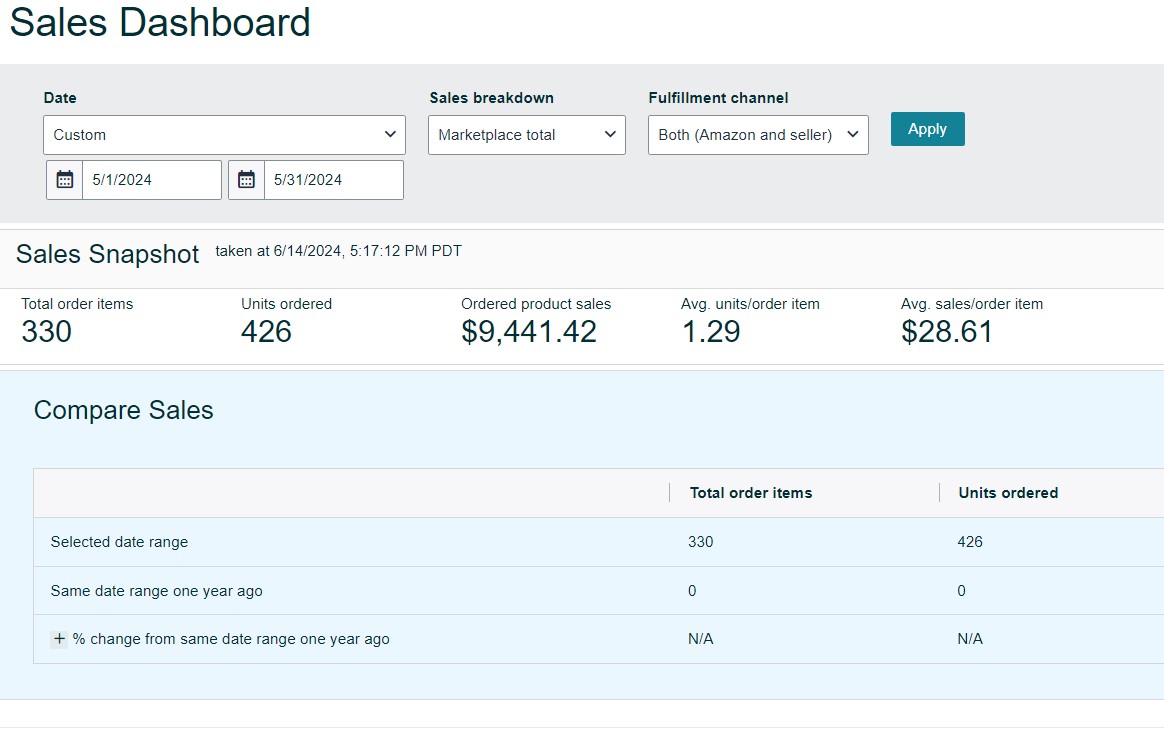 Sales Dashboard
Date
Sales breakdown
Fulfillment channel
Custom
Marketplace total
Both (Amazon and seller)
Apply
5/1/2024
5/31/2024
Sales Snapshot taken at 6/14/2024, 5:17:12 PM PDT
Total order items
Units ordered
Ordered product sales
Avg. units/order item
Avg. sales/order item
330
426
$9,441.42
1.29
$28.61
Compare Sales
Total order items
Units ordered
Selected date range
330
426
Same date range one year ago
0
0
+ % change from same date range one year ago
N/A
N/A